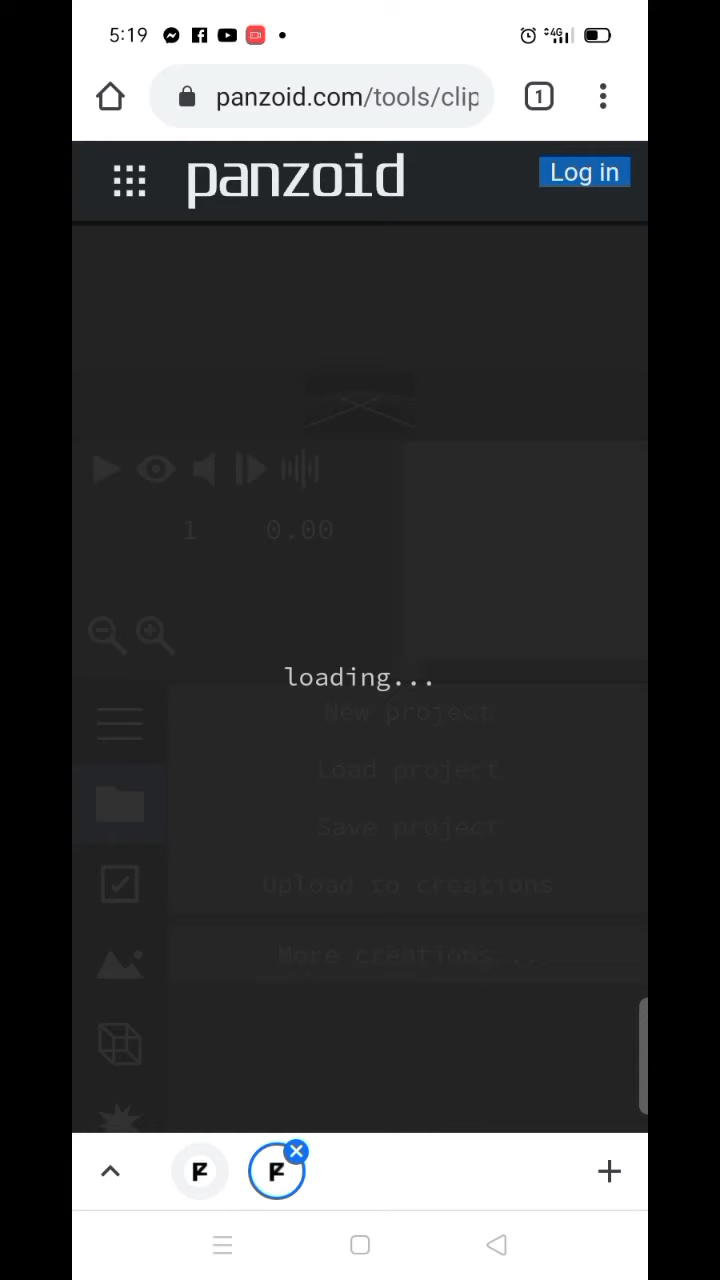 5:19
4G
panzoid.com/tools/clip
1
panzoid
Log in
1 0.00
loading...
New project
Load project
Save project
Upload to creations
More creations...